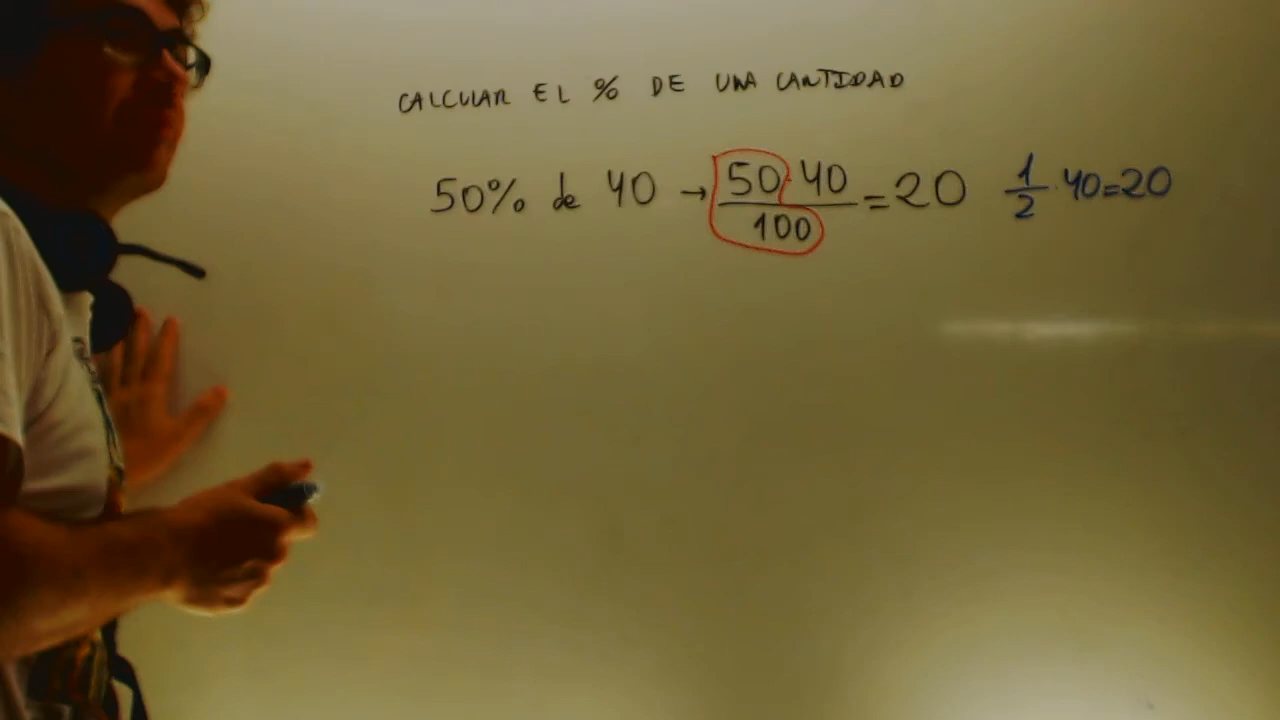 CALCULAR EL % DE UNA CANTIDAD
50% de 40 → 50·40/100 = 20 1/2 · 40 = 20